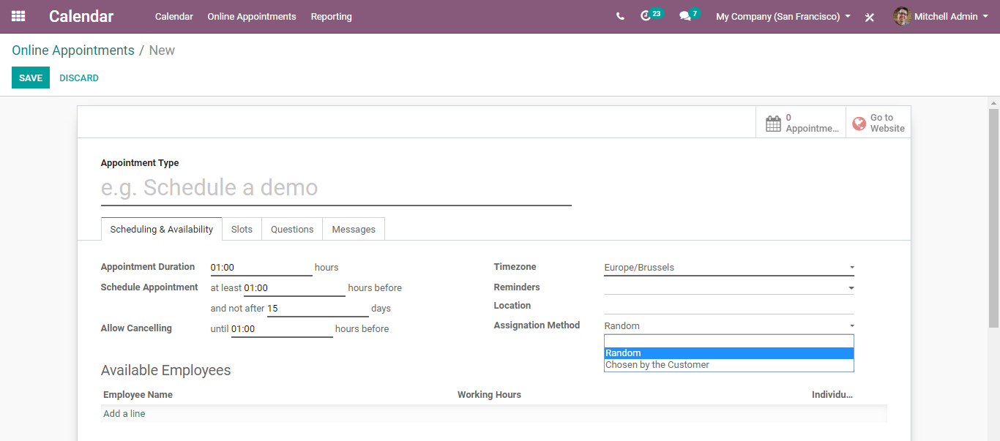 Calendar Calendar Online Appointments Reporting 23 7 My Company (San Francisco) Mitchell Admin
Online Appointments / New
SAVE DISCARD
0 Appointme...
Go to Website
Appointment Type
e.g. Schedule a demo
Scheduling & Availability Slots Questions Messages
Appointment Duration 01:00 hours
Schedule Appointment at least 01:00 hours before
and not after 15 days
Allow Cancelling until 01:00 hours before
Timezone Europe/Brussels
Reminders
Location
Assignation Method Random
Random
Chosen by the Customer
Available Employees
Employee Name Working Hours Individu...
Add a line